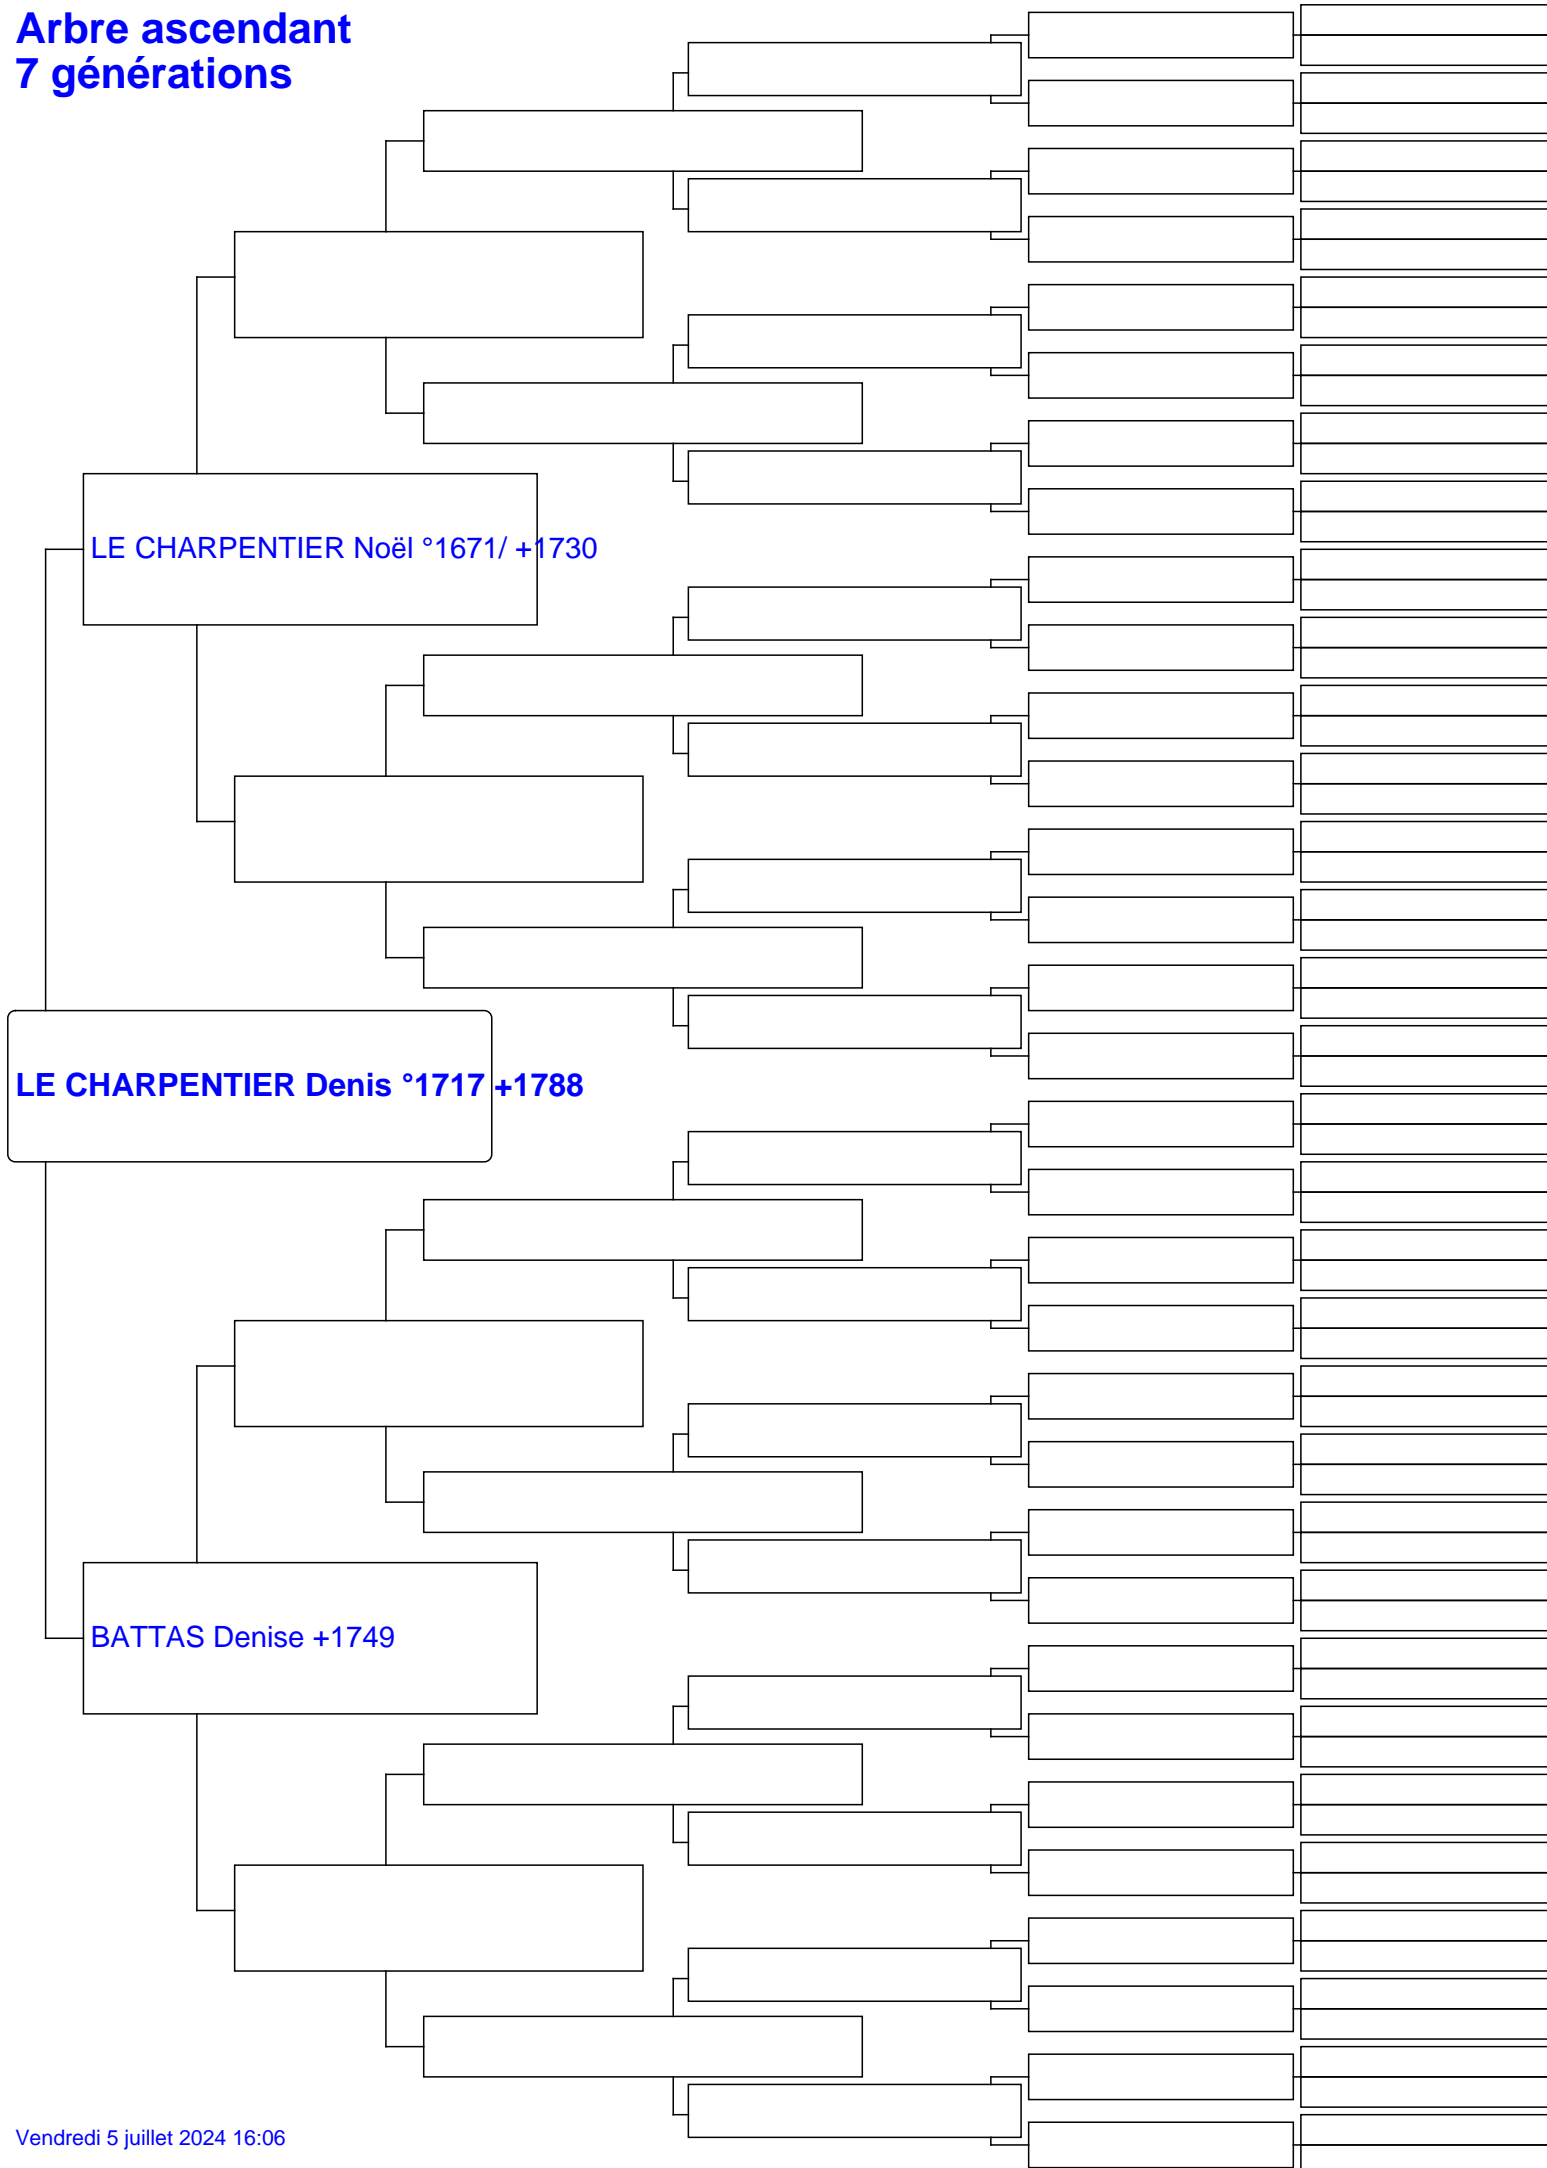 Arbre ascendant
7 générations
LE CHARPENTIER Noël °1671/ +1730
LE CHARPENTIER Denis °1717 +1788
BATTAS Denise +1749
Vendredi 5 juillet 2024 16:06